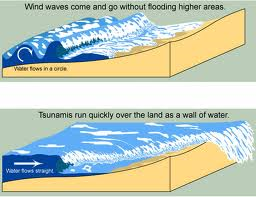 Wind waves come and go without flooding higher areas.
Water flows in a circle.
Tsunamis run quickly over the land as a wall of water.
Water flows straight.